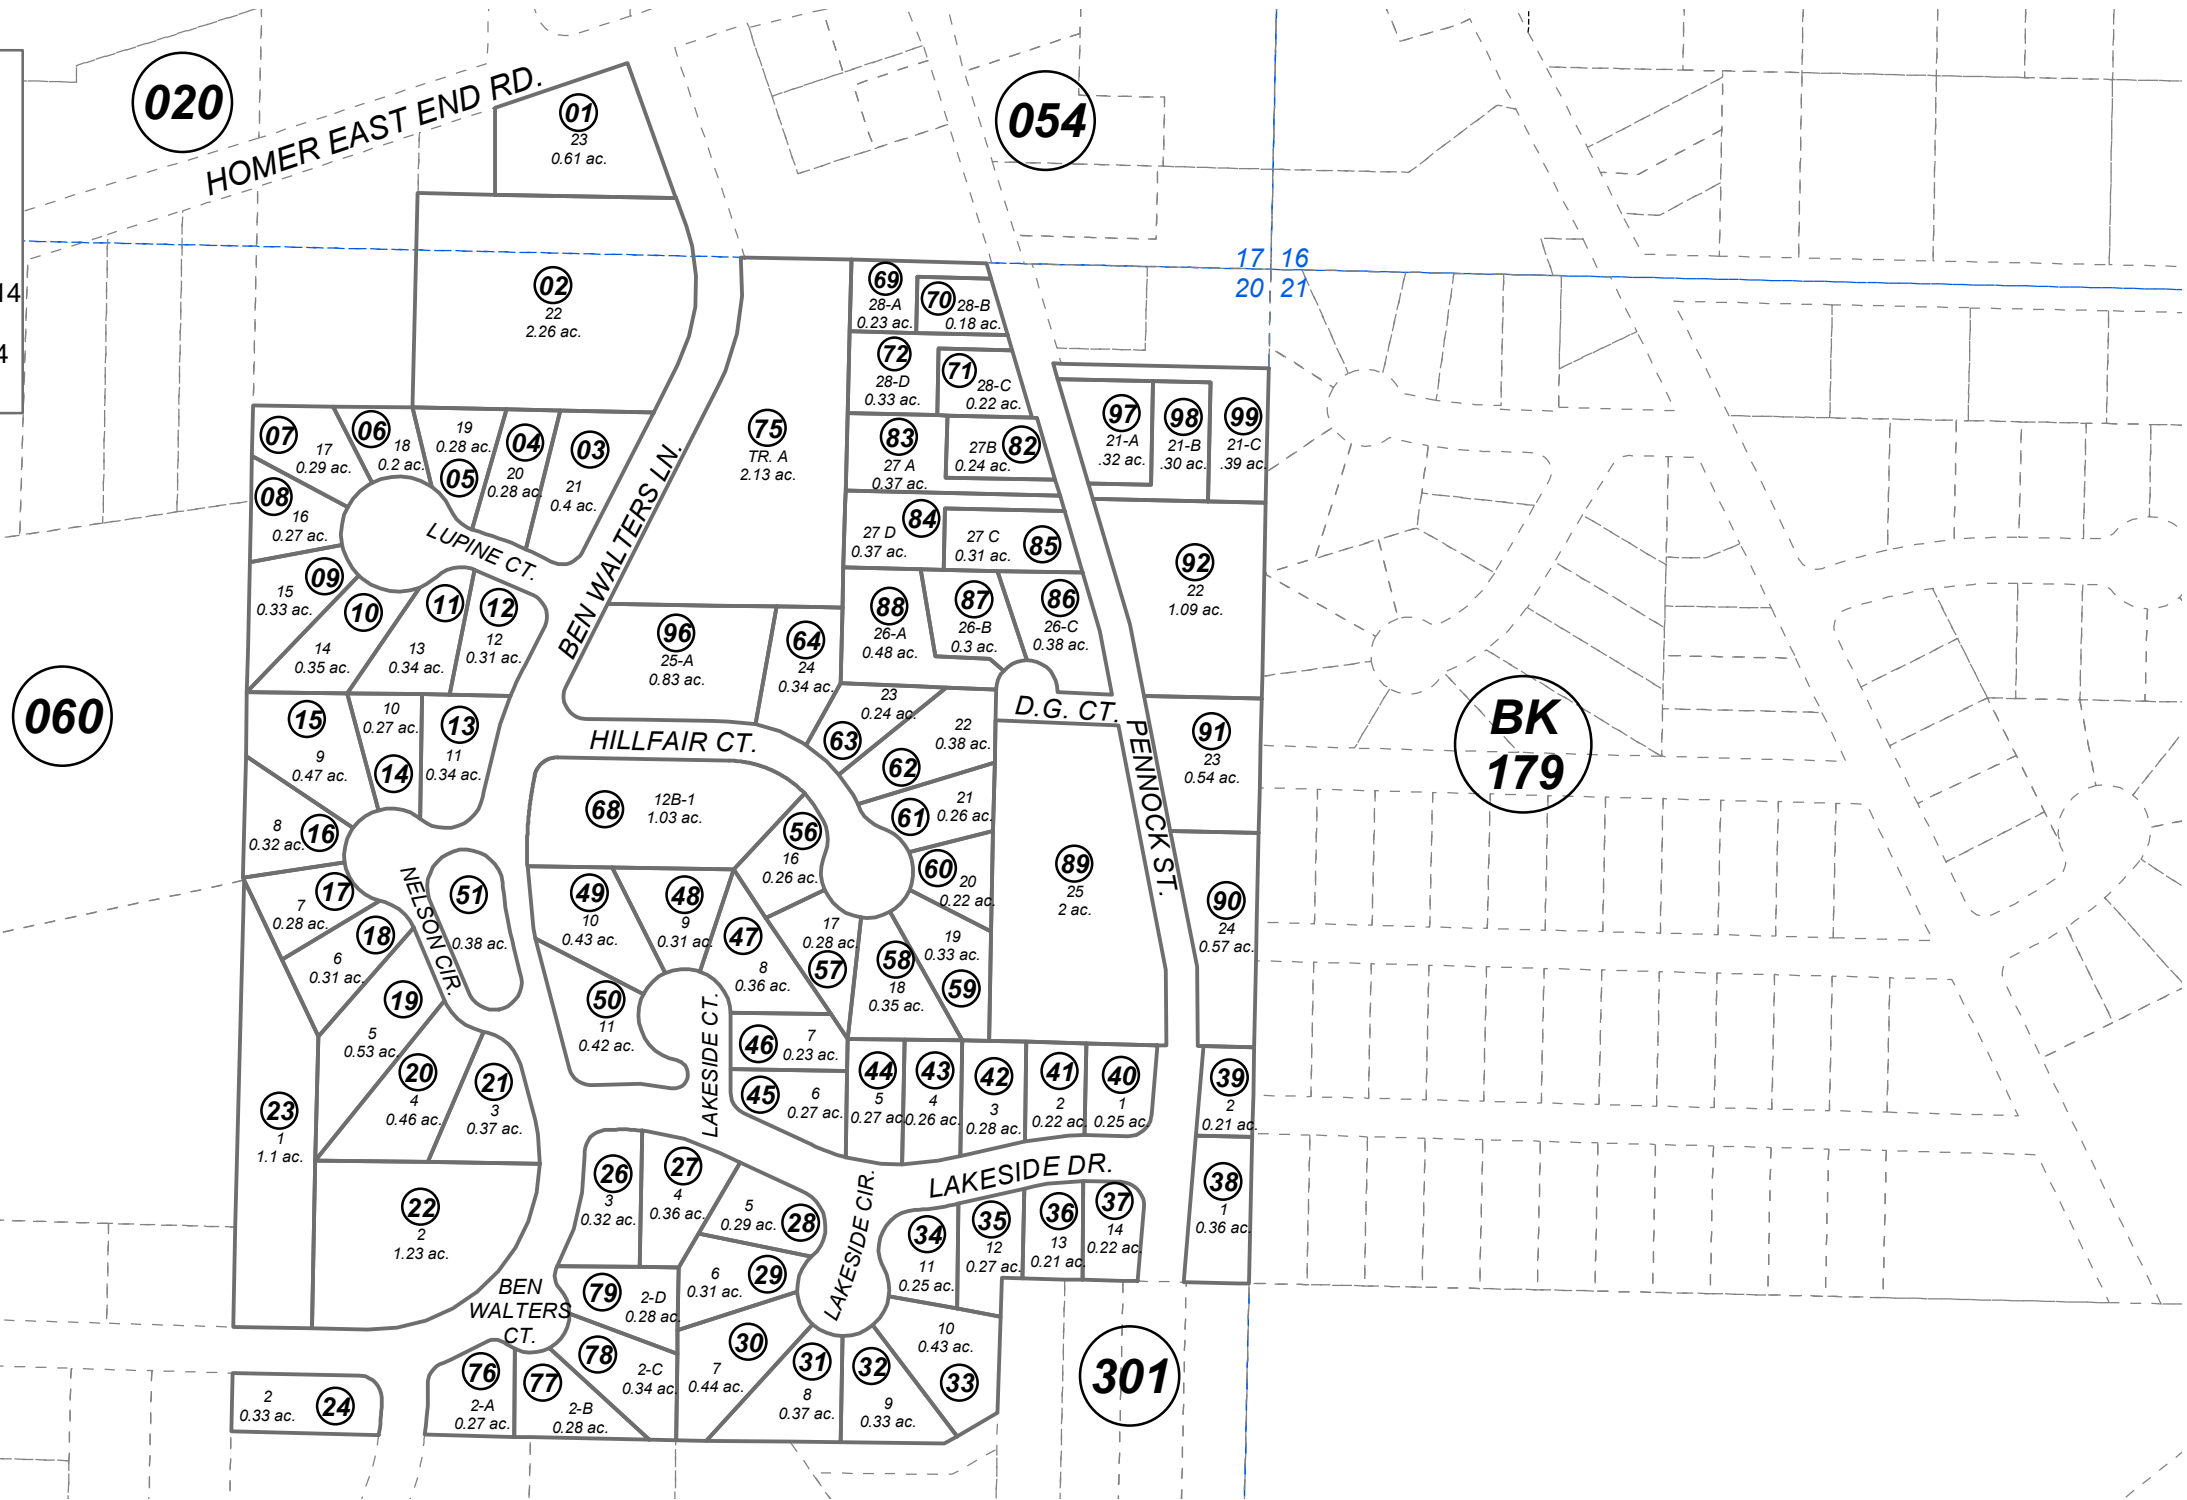 020
HOMER EAST END RD.
054
01
23
0.61 ac.
14
4
02
22
2.26 ac.
17 16
20 21
69
28-A
0.23 ac.
70 28-B
0.18 ac.
72
28-D
0.33 ac.
71
28-C
0.22 ac.
07
17
0.29 ac.
06
18
0.2 ac.
19
0.28 ac.
05
04
20
0.28 ac.
03
21
0.4 ac.
75
TR. A
2.13 ac.
83
27 A
0.37 ac.
27B
0.24 ac.
82
97
21-A
.32 ac.
98
21-B
.30 ac.
99
21-C
.39 ac.
08
16
0.27 ac.
LUPINE CT.
BEN WALTERS LN.
84
27 D
0.37 ac.
27 C
0.31 ac.
85
09
15
0.33 ac.
10
14
0.35 ac.
11
13
0.34 ac.
12
12
0.31 ac.
92
22
1.09 ac.
88
26-A
0.48 ac.
87
26-B
0.3 ac.
86
26-C
0.38 ac.
96
25-A
0.83 ac.
64
24
0.34 ac.
060
15
9
0.47 ac.
10
0.27 ac.
14
13
11
0.34 ac.
HILLFAIR CT.
23
0.24 ac.
63
22
0.38 ac.
62
D.G. CT.
PENNOCK ST.
91
23
0.54 ac.
BK
179
8
0.32 ac.
16
68
12B-1
1.03 ac.
56
16
0.26 ac.
61
21
0.26 ac.
60
20
0.22 ac.
89
25
2 ac.
90
24
0.57 ac.
17
7
0.28 ac.
NELSON CIR.
51
0.38 ac.
49
10
0.43 ac.
48
9
0.31 ac.
47
8
0.36 ac.
17
0.28 ac.
57
58
18
0.35 ac.
19
0.33 ac.
59
18
6
0.31 ac.
19
5
0.53 ac.
50
11
0.42 ac.
LAKESIDE CT.
46
7
0.23 ac.
45
6
0.27 ac.
20
4
0.46 ac.
21
3
0.37 ac.
44
5
0.27 ac.
43
4
0.26 ac.
42
3
0.28 ac.
41
2
0.22 ac.
40
1
0.25 ac.
39
2
0.21 ac.
23
1
1.1 ac.
22
2
1.23 ac.
26
3
0.32 ac.
27
4
0.36 ac.
5
0.29 ac.
28
LAKESIDE CIR.
LAKESIDE DR.
34
11
0.25 ac.
35
12
0.27 ac.
36
13
0.21 ac.
37
14
0.22 ac.
38
1
0.36 ac.
BEN
WALTERS
CT.
79
2-D
0.28 ac.
6
0.31 ac.
29
30
7
0.44 ac.
31
8
0.37 ac.
32
9
0.33 ac.
10
0.43 ac.
33
301
2
0.33 ac.
24
76
2-A
0.27 ac.
77
2-B
0.28 ac.
78
2-C
0.34 ac.